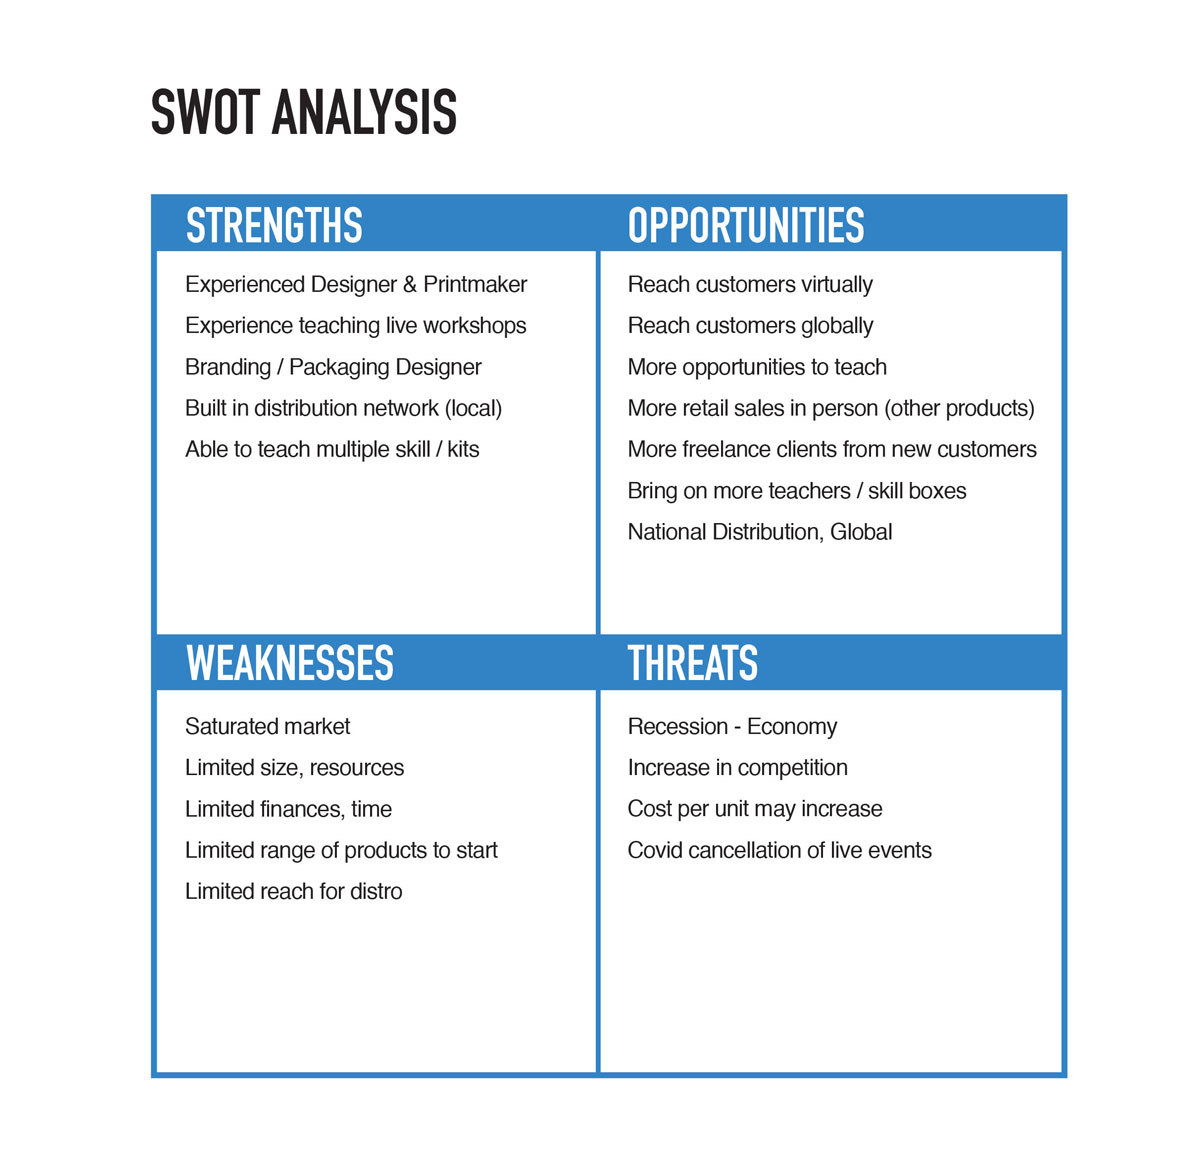 SWOT ANALYSIS
STRENGTHS
Experienced Designer & Printmaker
Experience teaching live workshops
Branding / Packaging Designer
Built in distribution network (local)
Able to teach multiple skill / kits
OPPORTUNITIES
Reach customers virtually
Reach customers globally
More opportunities to teach
More retail sales in person (other products)
More freelance clients from new customers
Bring on more teachers / skill boxes
National Distribution, Global
WEAKNESSES
Saturated market
Limited size, resources
Limited finances, time
Limited range of products to start
Limited reach for distro
THREATS
Recession - Economy
Increase in competition
Cost per unit may increase
Covid cancellation of live events